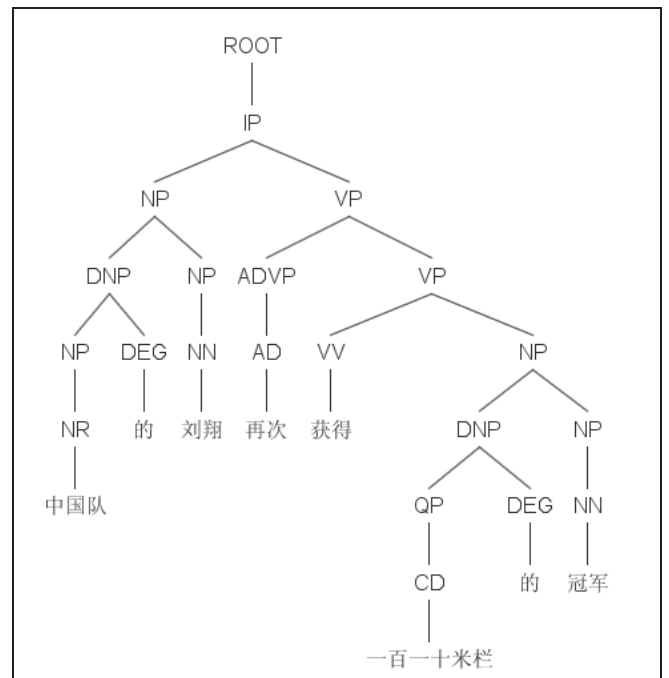 ROOT
IP
NP VP
DNP NP ADVP VP
NP DEG NN AD VV NP
NR 的 刘翔 再次 获得 DNP NP
中国队 QP DEG NN
CD 的 冠军
一百一十米栏